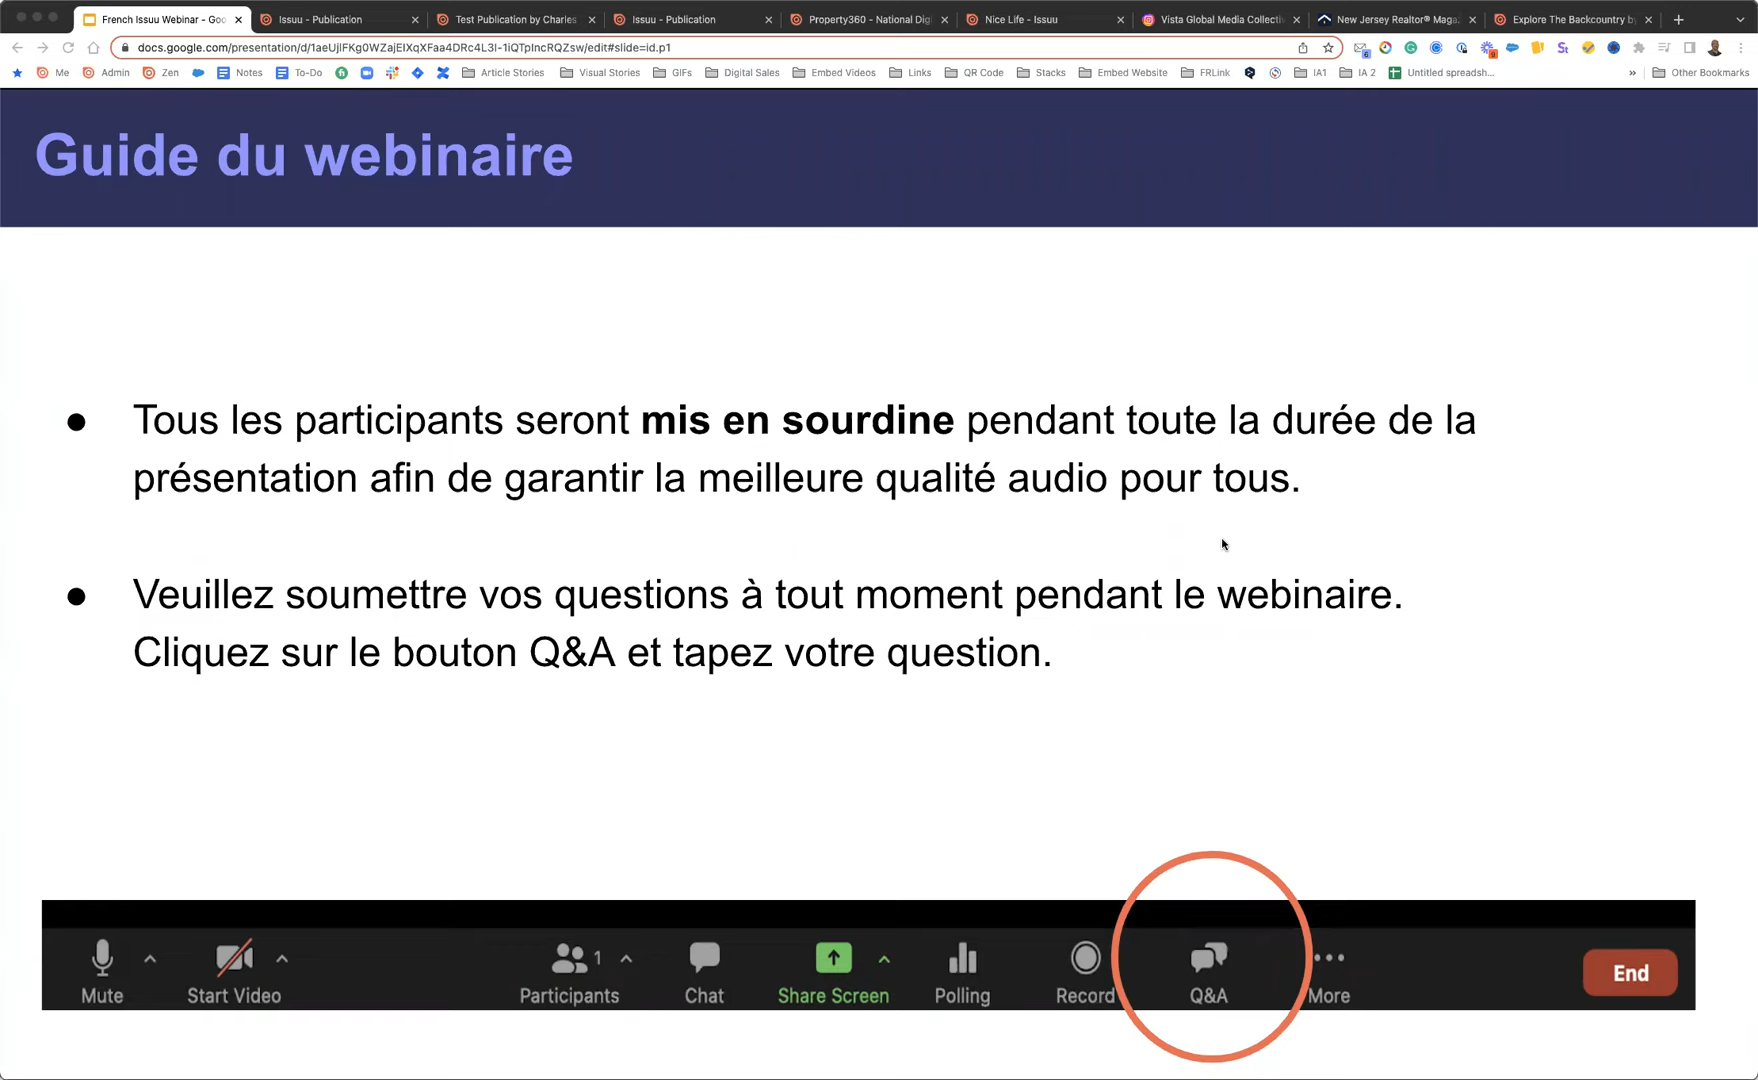 French Issuu Webinar - Goo
Issuu - Publication
Test Publication by Charles
Issuu - Publication
Property360 - National Digi
Nice Life - Issuu
Vista Global Media Collecti
New Jersey Realtor® Maga
Explore The Backcountry by
docs.google.com/presentation/d/1aeUjlFKg0WZajEIXqXFaa4DRc4L3I-1iQTpIncRQZsw/edit#slide=id.p1
Me
Admin
Zen
Notes
To-Do
Article Stories
Visual Stories
GIFs
Digital Sales
Embed Videos
Links
QR Code
Stacks
Embed Website
FRLink
IA1
IA 2
Untitled spreadsh...
Other Bookmarks
Guide du webinaire
● Tous les participants seront mis en sourdine pendant toute la durée de la
présentation afin de garantir la meilleure qualité audio pour tous.
● Veuillez soumettre vos questions à tout moment pendant le webinaire.
Cliquez sur le bouton Q&A et tapez votre question.
1
Mute
Start Video
Participants
Chat
Share Screen
Polling
Record
Q&A
More
End